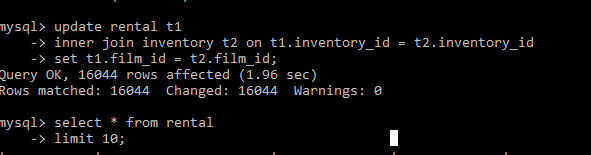 mysql> update rental t1
    -> inner join inventory t2 on t1.inventory_id = t2.inventory_id
    -> set t1.film_id = t2.film_id;
Query OK, 16044 rows affected (1.96 sec)
Rows matched: 16044  Changed: 16044  Warnings: 0
mysql> select * from rental
    -> limit 10;